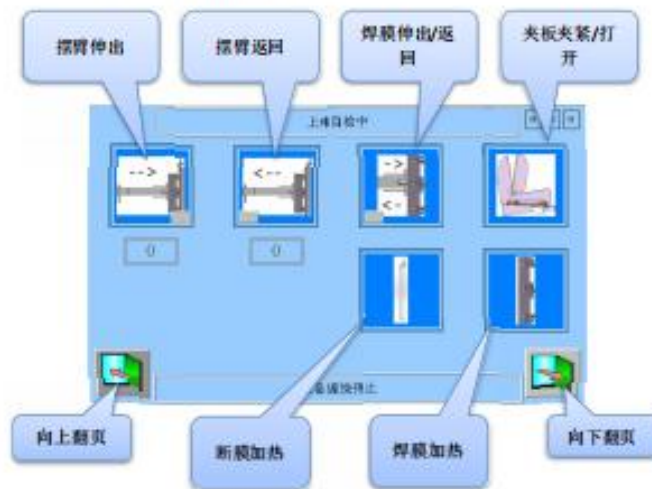 摆臂伸出
摆臂返回
焊膜伸出/返
回
夹板夹紧/打
开
上电自检中
-->
<--
->
<-
0
0
向上翻页
断膜加热
焊膜加热
向下翻页